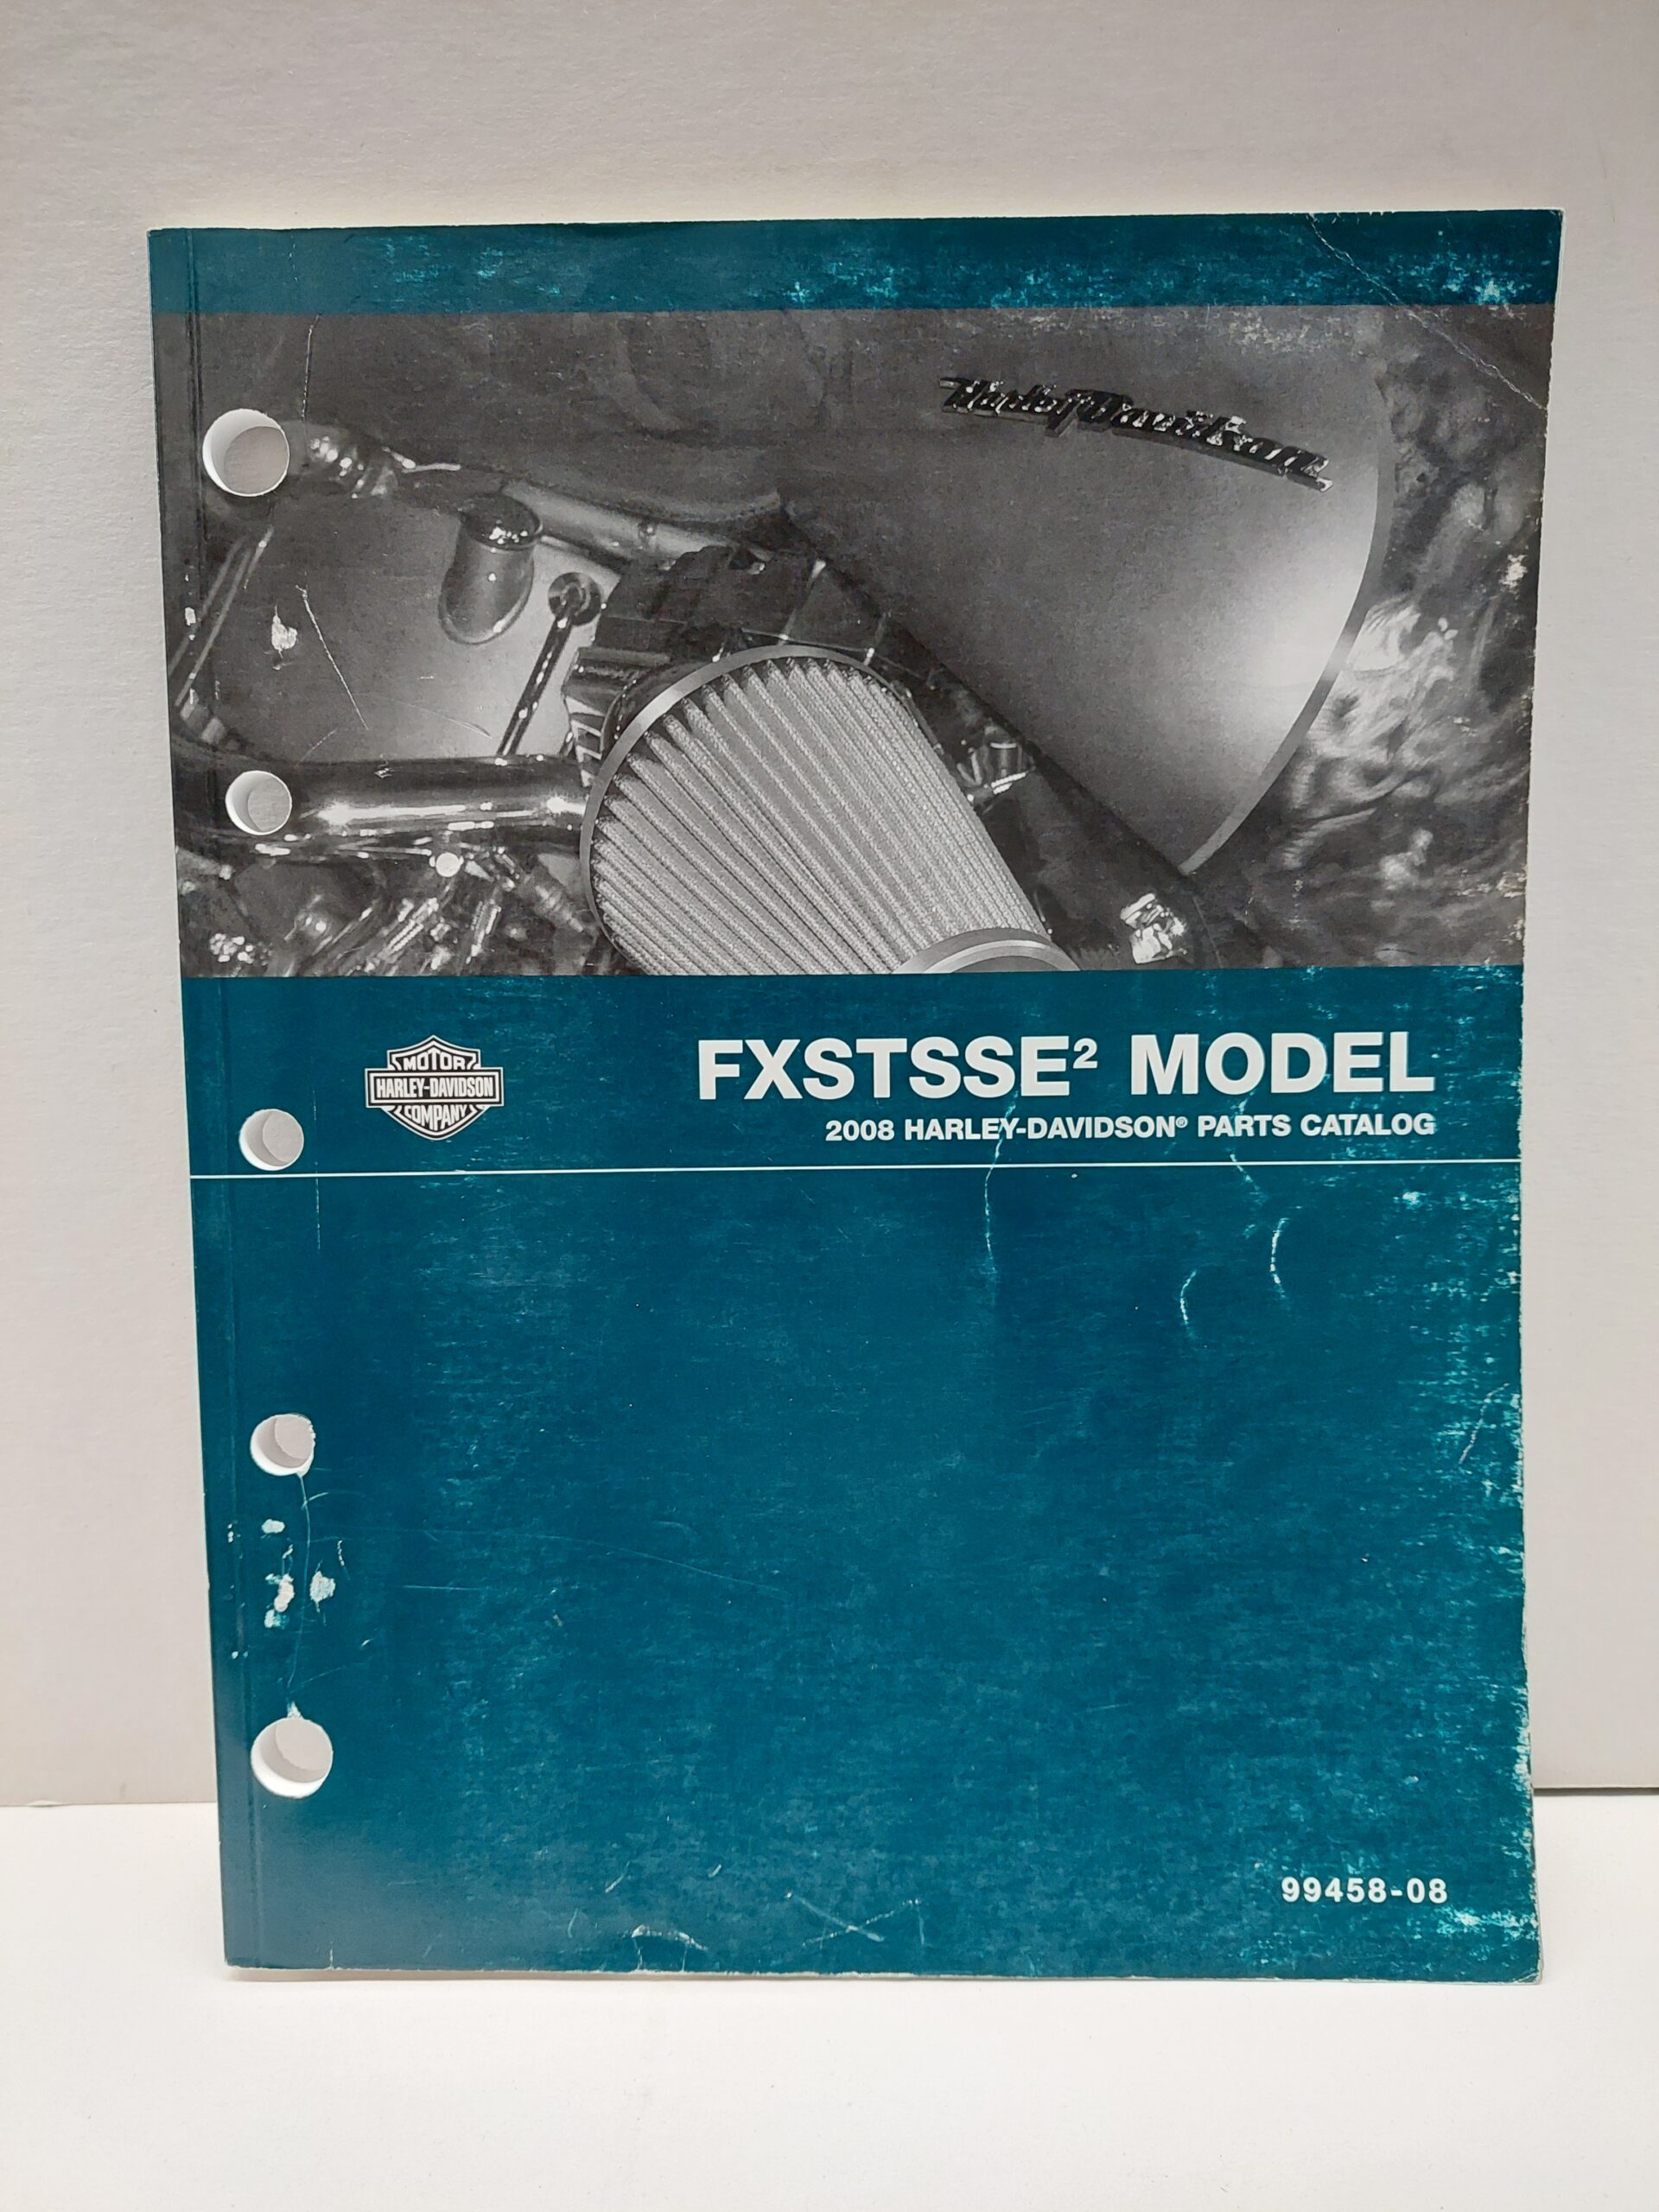 Harley-Davidson
MOTOR
HARLEY-DAVIDSON
COMPANY
FXSTSSE² MODEL
2008 HARLEY-DAVIDSON® PARTS CATALOG
99458-08